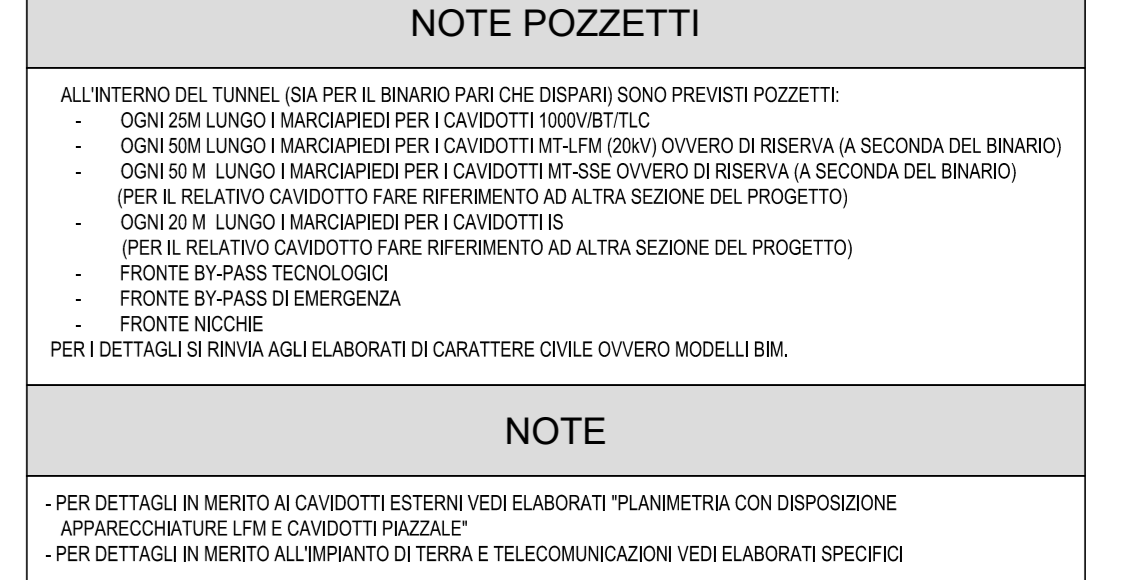 NOTE POZZETTI
ALL'INTERNO DEL TUNNEL (SIA PER IL BINARIO PARI CHE DISPARI) SONO PREVISTI POZZETTI:
- OGNI 25M LUNGO I MARCIAPIEDI PER I CAVIDOTTI 1000V/BT/TLC
- OGNI 50M LUNGO I MARCIAPIEDI PER I CAVIDOTTI MT-LFM (20kV) OVVERO DI RISERVA (A SECONDA DEL BINARIO)
- OGNI 50 M LUNGO I MARCIAPIEDI PER I CAVIDOTTI MT-SSE OVVERO DI RISERVA (A SECONDA DEL BINARIO)
(PER IL RELATIVO CAVIDOTTO FARE RIFERIMENTO AD ALTRA SEZIONE DEL PROGETTO)
- OGNI 20 M LUNGO I MARCIAPIEDI PER I CAVIDOTTI IS
(PER IL RELATIVO CAVIDOTTO FARE RIFERIMENTO AD ALTRA SEZIONE DEL PROGETTO)
- FRONTE BY-PASS TECNOLOGICI
- FRONTE BY-PASS DI EMERGENZA
- FRONTE NICCHIE
PER I DETTAGLI SI RINVIA AGLI ELABORATI DI CARATTERE CIVILE OVVERO MODELLI BIM.
NOTE
- PER DETTAGLI IN MERITO AI CAVIDOTTI ESTERNI VEDI ELABORATI "PLANIMETRIA CON DISPOSIZIONE
APPARECCHIATURE LFM E CAVIDOTTI PIAZZALE"
- PER DETTAGLI IN MERITO ALL'IMPIANTO DI TERRA E TELECOMUNICAZIONI VEDI ELABORATI SPECIFICI